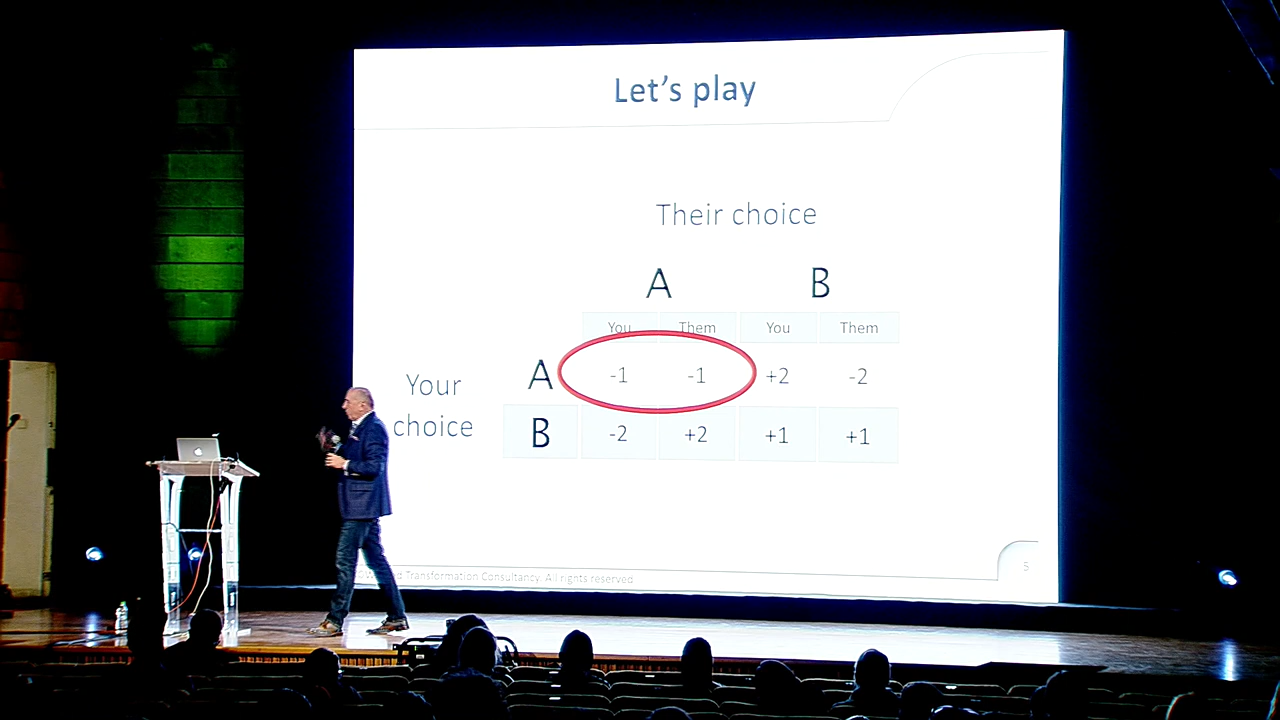 Let's play
Their choice
A B
You Them You Them
Your choice
A -1 -1 +2 -2
B -2 +2 +1 +1
Transformation Consultancy. All rights reserved
5